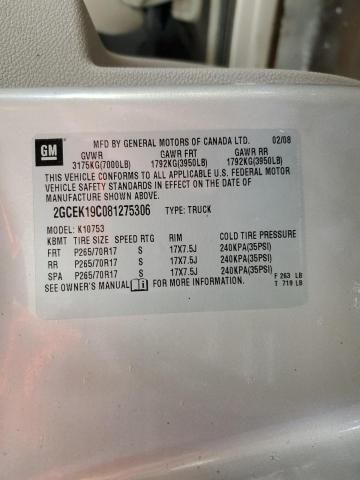 GM
MFD BY GENERAL MOTORS OF CANADA LTD. 02/08
GVWR GAWR FRT GAWR RR
3175KG(7000LB) 1792KG(3950LB) 1792KG(3950LB)
THIS VEHICLE CONFORMS TO ALL APPLICABLE U.S. FEDERAL MOTOR
VEHICLE SAFETY STANDARDS IN EFFECT ON THE DATE OF
MANUFACTURE SHOWN ABOVE.
2GCEK19C081275306 TYPE: TRUCK
MODEL: K10753
KBMT TIRE SIZE SPEED RTG RIM COLD TIRE PRESSURE
FRT P265/70R17 S 17X7.5J 240KPA(35PSI)
RR P265/70R17 S 17X7.5J 240KPA(35PSI)
SPA P265/70R17 S 17X7.5J 240KPA(35PSI)
SEE OWNER'S MANUAL i FOR MORE INFORMATION. F 263 LB
T 719 LB